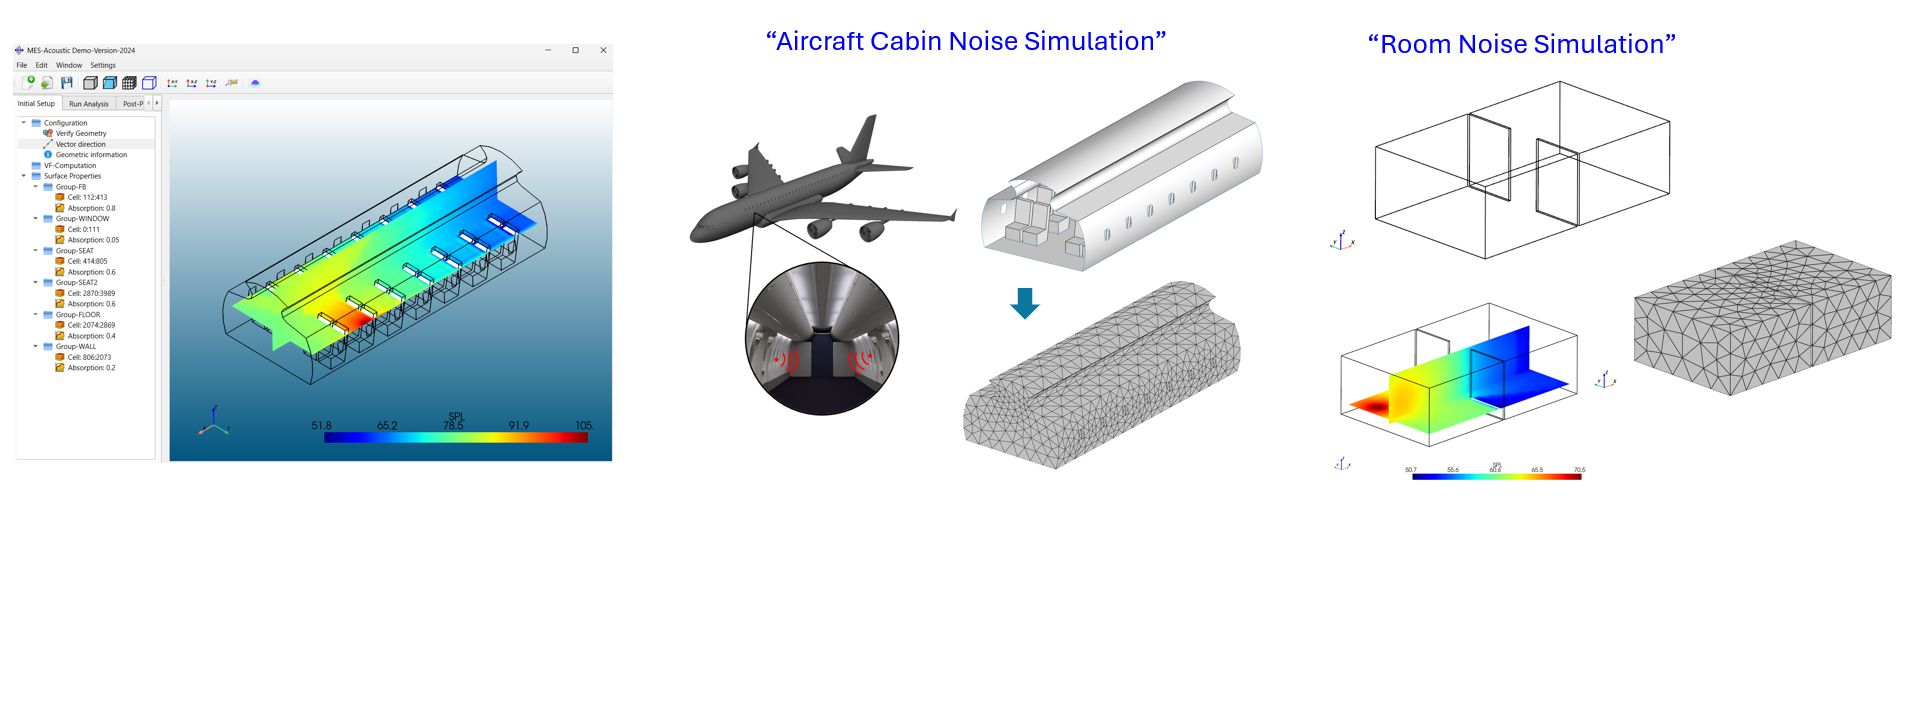 MES-Acoustic Demo-Version-2024
File Edit Window Settings
Initial Setup Run Analysis Post-P
Configuration
Verify Geometry
Vector direction
Geometric information
VF-Computation
Surface Properties
Group-FB
Cell: 112:413
Absorption: 0.8
Group-WINDOW
Cell: 0:111
Absorption: 0.05
Group-SEAT
Cell: 414:805
Absorption: 0.6
Group-SEAT2
Cell: 2870:3989
Absorption: 0.6
Group-FLOOR
Cell: 2074:2869
Absorption: 0.4
Group-WALL
Cell: 806:2073
Absorption: 0.2
SPL
51.8 65.2 78.5 91.9 105.
“Aircraft Cabin Noise Simulation”
“Room Noise Simulation”
Z
Y X
SPL
50.7 55.6 60.6 65.5 70.5